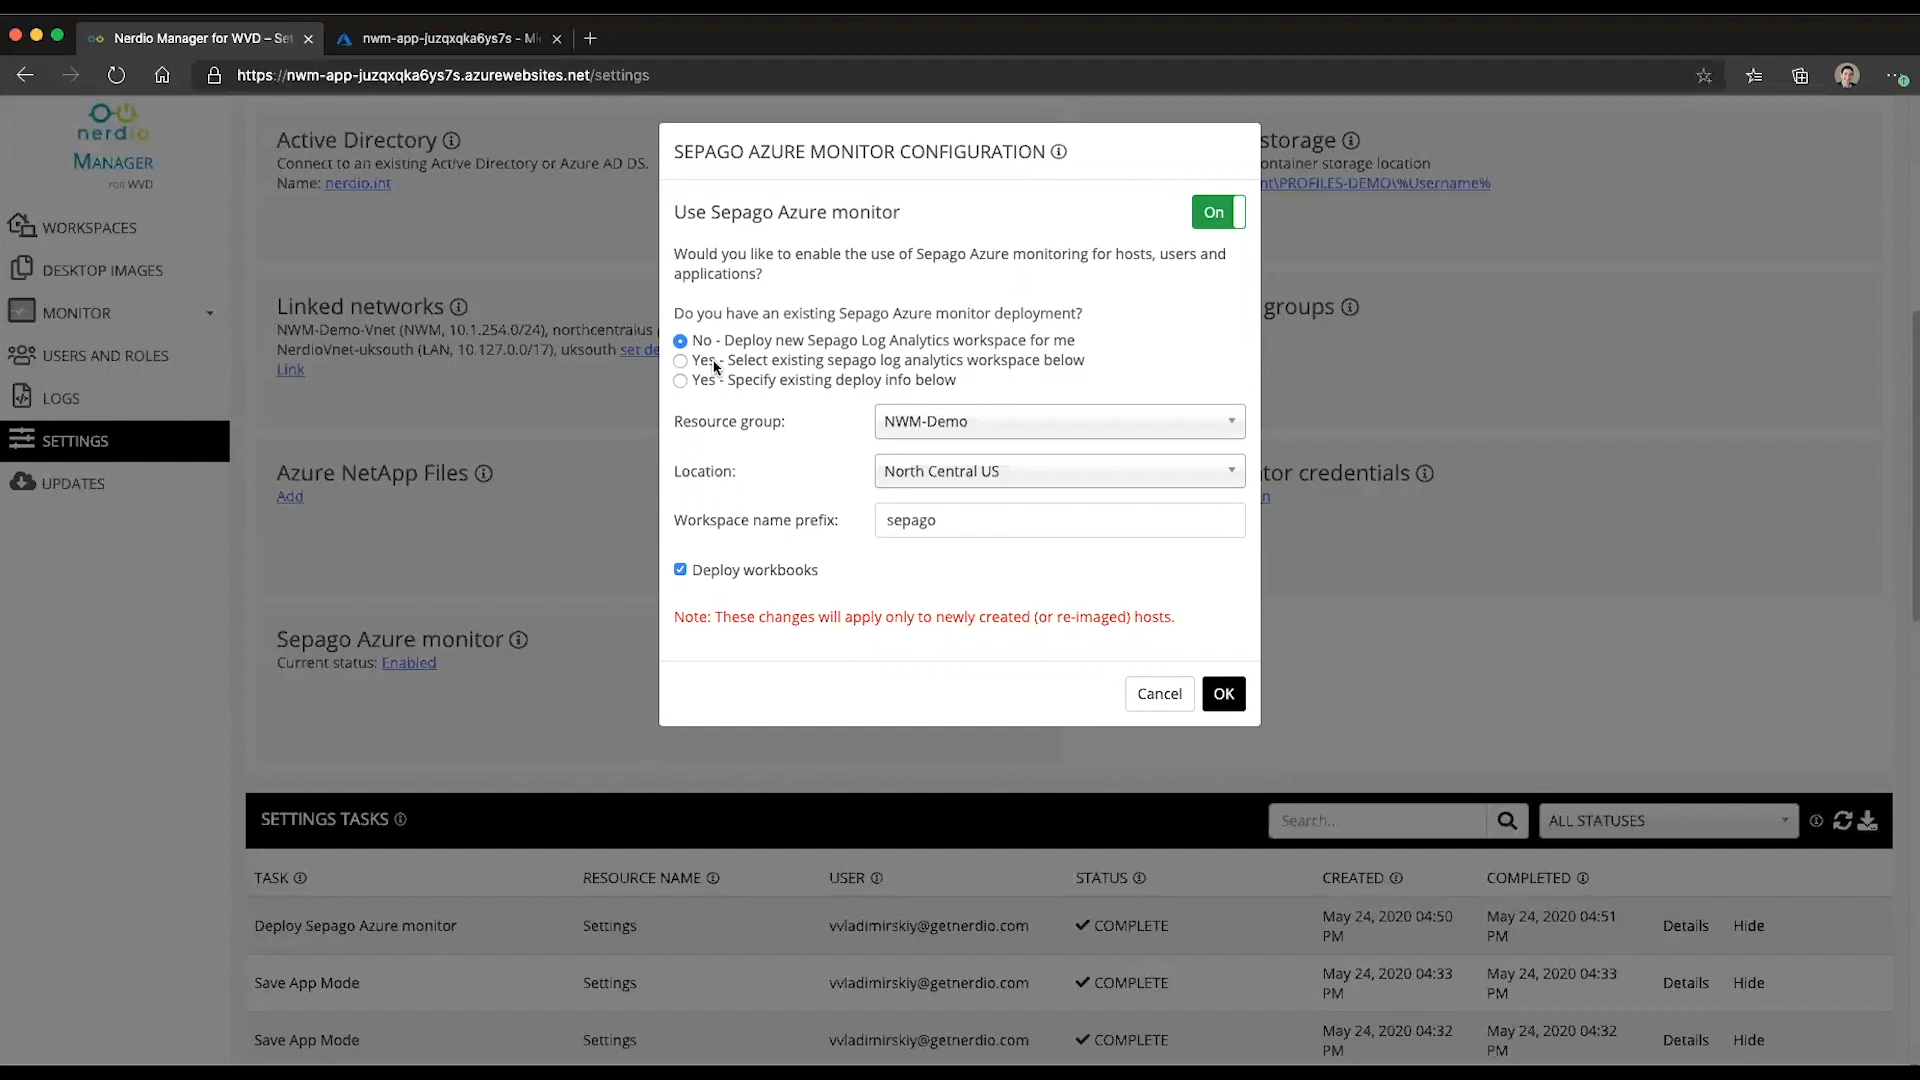 Nerdio Manager for WVD – Set
nwm-app-juzqxqka6ys7s - Mi
https://nwm-app-juzqxqka6ys7s.azurewebsites.net/settings
nerdio
MANAGER
FOR WVD
WORKSPACES
DESKTOP IMAGES
MONITOR
USERS AND ROLES
LOGS
SETTINGS
UPDATES
Active Directory
Connect to an existing Active Directory or Azure AD DS.
Name: nerdio.int
Linked networks
NWM-Demo-Vnet (NWM, 10.1.254.0/24), northcentralus
NerdioVnet-uksouth (LAN, 10.127.0.0/17), uksouth set de
Link
Azure NetApp Files
Add
Sepago Azure monitor
Current status: Enabled
storage
ontainer storage location
nt\PROFILES-DEMO\%Username%
groups
tor credentials
n
SEPAGO AZURE MONITOR CONFIGURATION
Use Sepago Azure monitor
On
Would you like to enable the use of Sepago Azure monitoring for hosts, users and
applications?
Do you have an existing Sepago Azure monitor deployment?
No - Deploy new Sepago Log Analytics workspace for me
Yes - Select existing sepago log analytics workspace below
Yes - Specify existing deploy info below
Resource group: NWM-Demo
Location: North Central US
Workspace name prefix: sepago
Deploy workbooks
Note: These changes will apply only to newly created (or re-imaged) hosts.
Cancel OK
SETTINGS TASKS Search... ALL STATUSES
TASK RESOURCE NAME USER STATUS CREATED COMPLETED
Deploy Sepago Azure monitor Settings vvladimirskiy@getnerdio.com COMPLETE May 24, 2020 04:50 PM May 24, 2020 04:51 PM Details Hide
Save App Mode Settings vvladimirskiy@getnerdio.com COMPLETE May 24, 2020 04:33 PM May 24, 2020 04:33 PM Details Hide
Save App Mode Settings vvladimirskiy@getnerdio.com COMPLETE May 24, 2020 04:32 PM May 24, 2020 04:32 PM Details Hide